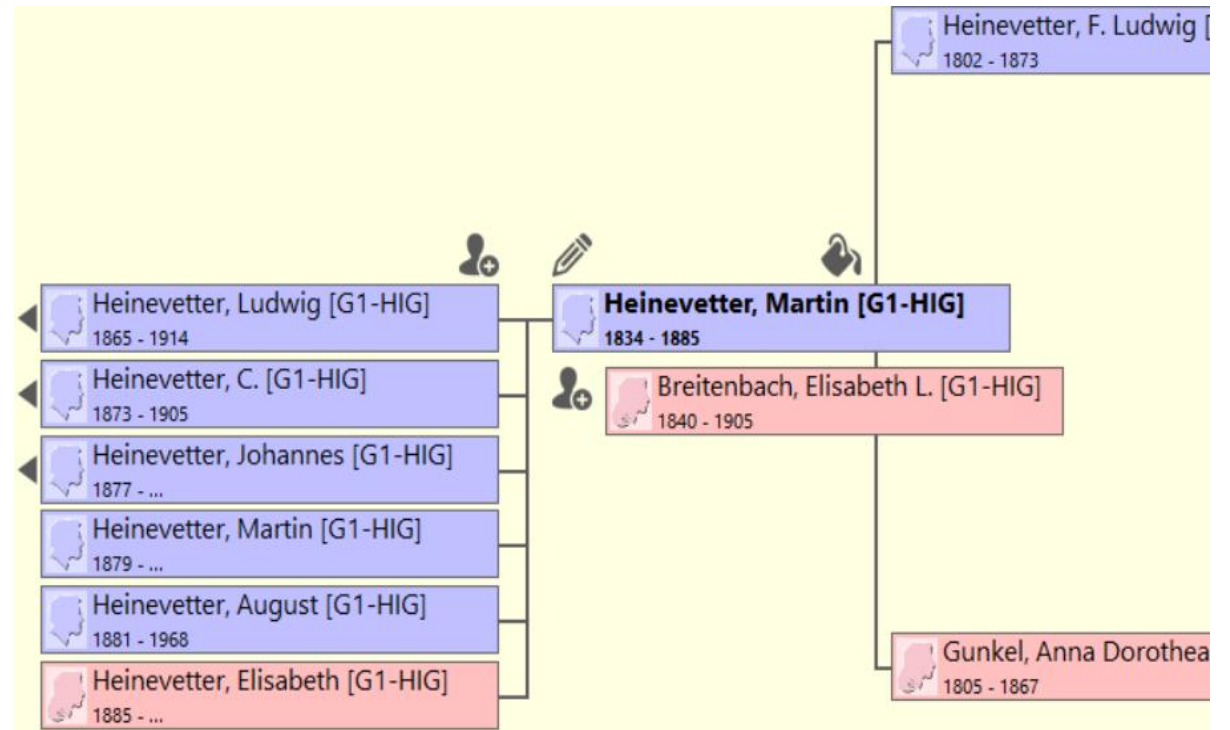 Heinevetter, F. Ludwig [
1802 - 1873
Heinevetter, Ludwig [G1-HIG]
1865 - 1914
Heinevetter, C. [G1-HIG]
1873 - 1905
Heinevetter, Johannes [G1-HIG]
1877 - ...
Heinevetter, Martin [G1-HIG]
1879 - ...
Heinevetter, August [G1-HIG]
1881 - 1968
Heinevetter, Elisabeth [G1-HIG]
1885 - ...
Heinevetter, Martin [G1-HIG]
1834 - 1885
Breitenbach, Elisabeth L. [G1-HIG]
1840 - 1905
Gunkel, Anna Dorothea
1805 - 1867